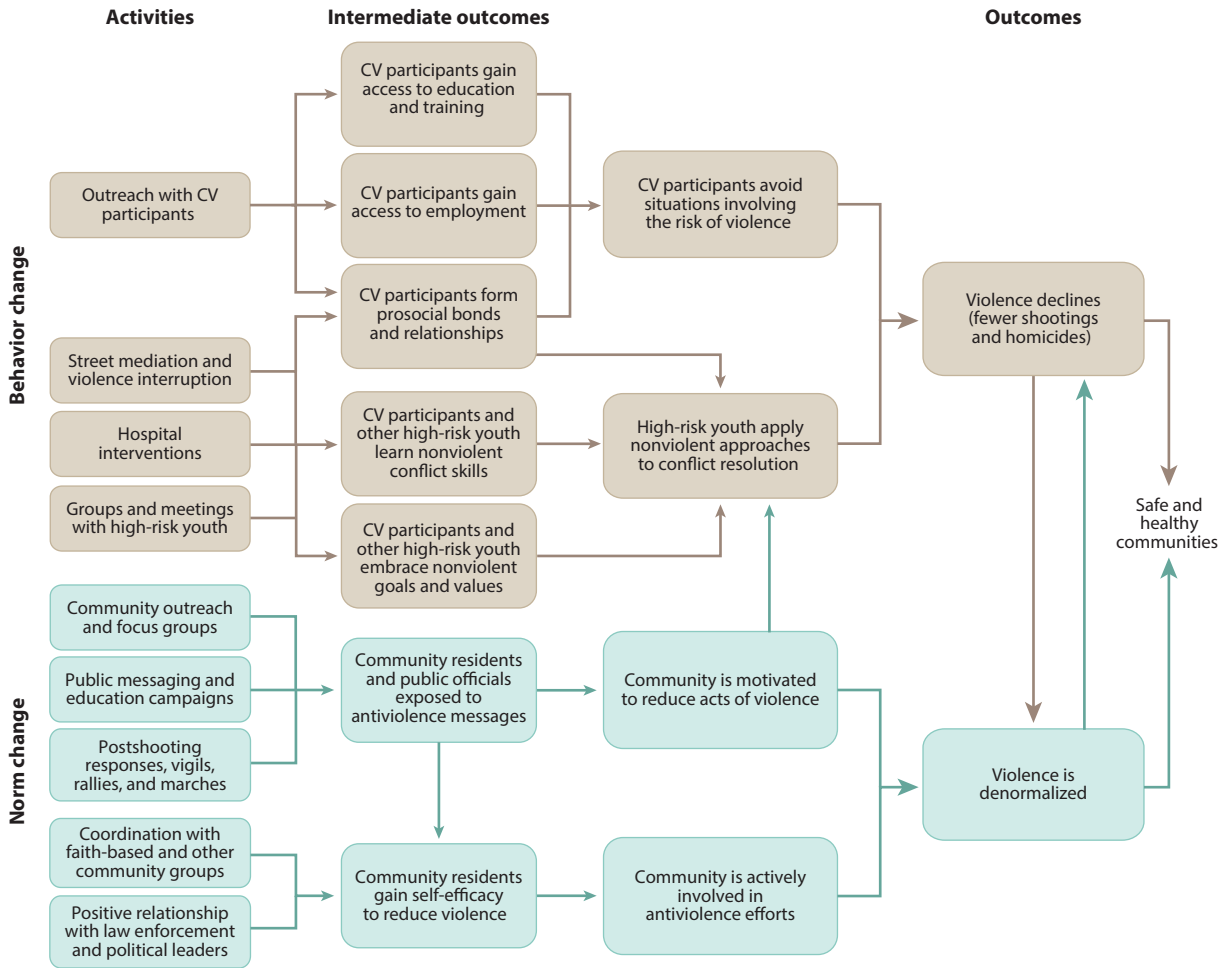 Activities
Intermediate outcomes
Outcomes
Behavior change
Outreach with CV
participants
Street mediation and
violence interruption
Hospital
interventions
Groups and meetings
with high-risk youth
CV participants gain
access to education
and training
CV participants gain
access to employment
CV participants form
prosocial bonds
and relationships
CV participants and
other high-risk youth
learn nonviolent
conflict skills
CV participants and
other high-risk youth
embrace nonviolent
goals and values
CV participants avoid
situations involving
the risk of violence
High-risk youth apply
nonviolent approaches
to conflict resolution
Violence declines
(fewer shootings
and homicides)
Safe and
healthy
communities
Norm change
Community outreach
and focus groups
Public messaging and
education campaigns
Postshooting
responses, vigils,
rallies, and marches
Coordination with
faith-based and other
community groups
Positive relationship
with law enforcement
and political leaders
Community residents
and public officials
exposed to
antiviolence messages
Community residents
gain self-efficacy
to reduce violence
Community is motivated
to reduce acts of violence
Community is actively
involved in
antiviolence efforts
Violence is
denormalized